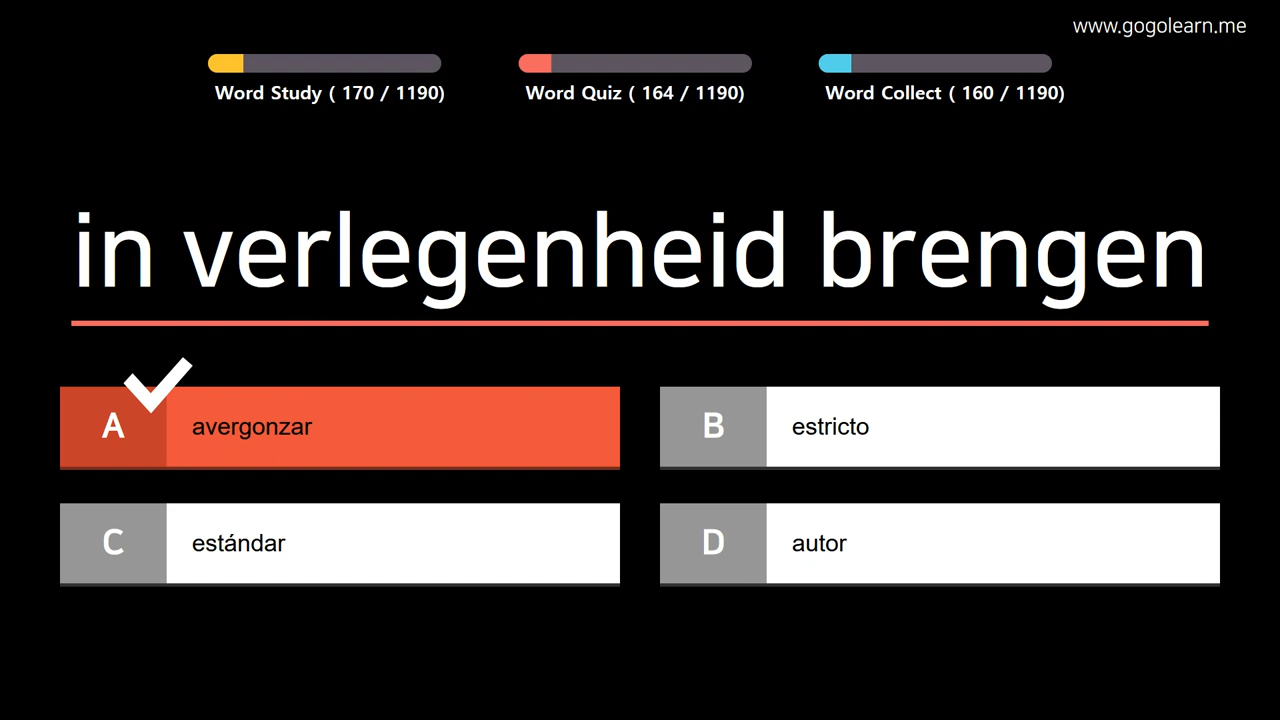 www.gogolearn.me
Word Study ( 170 / 1190)
Word Quiz ( 164 / 1190)
Word Collect ( 160 / 1190)
in verlegenheid brengen
A avergonzar
B estricto
C estándar
D autor